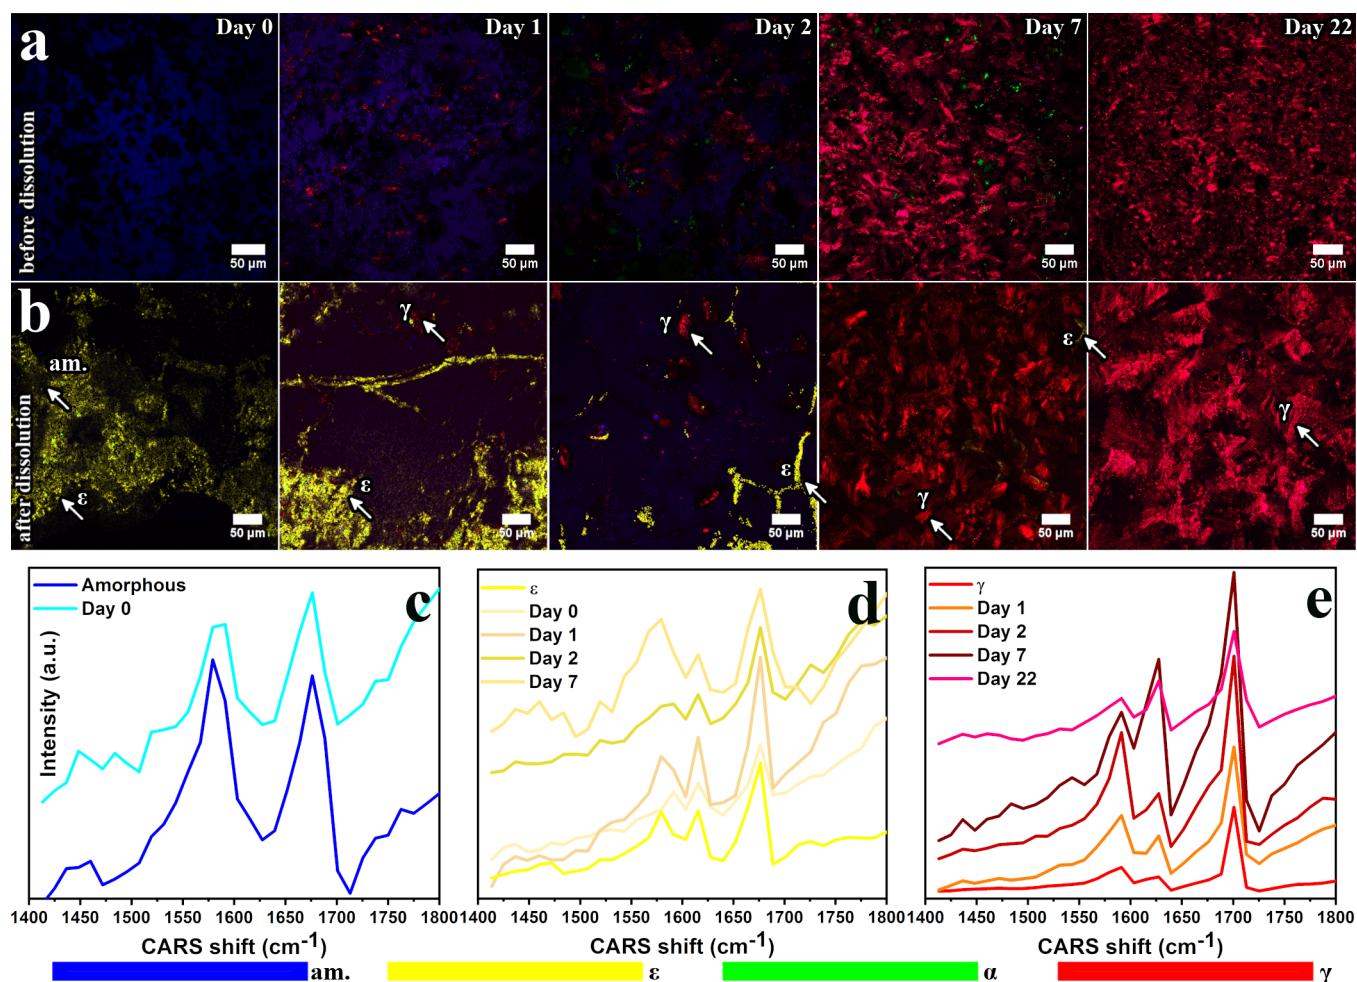 a
Day 0
Day 1
Day 2
Day 7
Day 22
before dissolution
50 µm
50 µm
50 µm
50 µm
50 µm
b
after dissolution
am.
ε
γ
ε
γ
ε
ε
γ
γ
50 µm
50 µm
50 µm
50 µm
50 µm
c
Amorphous
Day 0
Intensity (a.u.)
1400 1450 1500 1550 1600 1650 1700 1750 1800
CARS shift (cm-1)
d
ε
Day 0
Day 1
Day 2
Day 7
1400 1450 1500 1550 1600 1650 1700 1750 1800
CARS shift (cm-1)
e
γ
Day 1
Day 2
Day 7
Day 22
1400 1450 1500 1550 1600 1650 1700 1750 1800
CARS shift (cm-1)
am. ε α γ